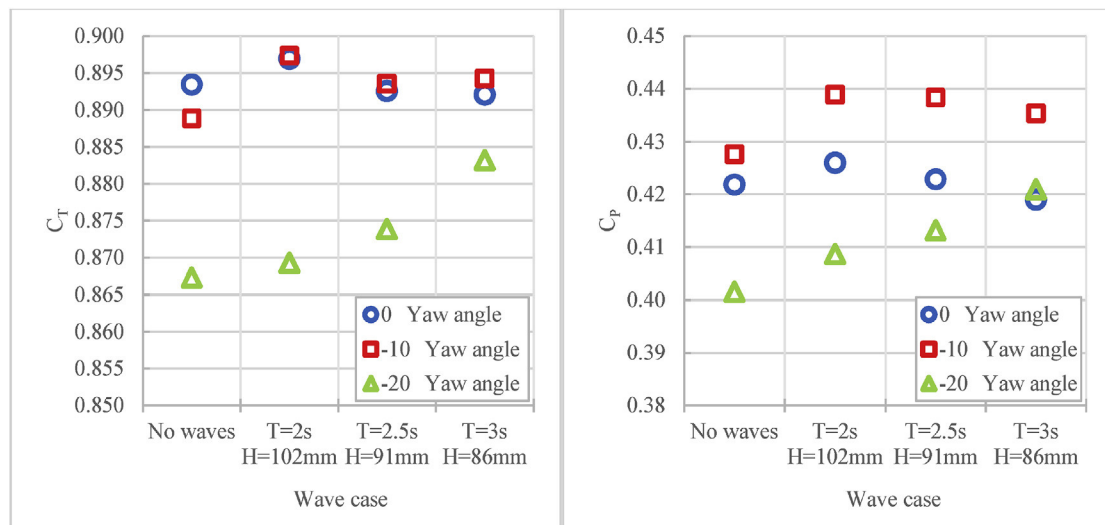 0.900
0.895
0.890
0.885
0.880
0.875
0.870
0.865
0.860
0.855
0.850
C_T
0 Yaw angle
-10 Yaw angle
-20 Yaw angle
No waves
T=2s
H=102mm
T=2.5s
H=91mm
T=3s
H=86mm
Wave case
0.45
0.44
0.43
0.42
0.41
0.40
0.39
0.38
C_P
0 Yaw angle
-10 Yaw angle
-20 Yaw angle
No waves
T=2s
H=102mm
T=2.5s
H=91mm
T=3s
H=86mm
Wave case